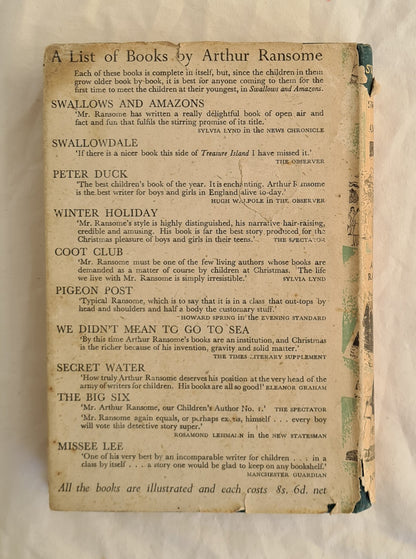 A List of Books by Arthur Ransome
Each of these books is complete in itself, but, since the children in them
grow older book by book, it is best for anyone coming to them for the
first time to meet the children at their youngest, in Swallows and Amazons.
SWALLOWS AND AMAZONS
'Mr. Ransome has written a really delightful book of open air and
fact and fun that fulfils the stirring promise of its title.
SYLVIA LYND in the NEWS CHRONICLE
SWALLOWDALE
'If there is a nicer book this side of Treasure Island I have missed it.'
THE OBSERVER
PETER DUCK
'The best children's book of the year. It is enchanting. Arthur Ransome
is the best writer for boys and girls in England alive to-day.'
HUGH WALPOLE in THE OBSERVER
WINTER HOLIDAY
'Mr. Ransome's style is highly distinguished, his narrative hair-raising,
credible and amusing. His book is far the best story produced for the
Christmas pleasure of boys and girls in their teens.' THE SPECTATOR
COOT CLUB
'Mr. Ransome must be one of the few living authors whose books are
demanded as a matter of course by children at Christmas. The life
we live with Mr. Ransome is simply irresistible.' SYLVIA LYND
PIGEON POST
'Typical Ransome, which is to say that it is in a class that out-tops by
head and shoulders and half a body the customary stuff.'
HOWARD SPRING in the EVENING STANDARD
WE DIDN'T MEAN TO GO TO SEA
'By this time Arthur Ransome's books are an institution, and Christmas
is the richer because of his invention, gravity and solid matter.'
THE TIMES LITERARY SUPPLEMENT
SECRET WATER
'How truly Arthur Ransome deserves his position at the very head of the
army of writers for children. His books are all so good!' ELEANOR GRAHAM
THE BIG SIX
'Mr. Arthur Ransome, our Children's Author No. 1.' THE SPECTATOR
'Mr. Ransome again equals, or perhaps excels, himself . . . every boy
will vote this detective story super.'
ROSAMOND LEHMANN in the NEW STATESMAN
MISSEE LEE
'One of his very best by an incomparable writer for children . . . in a
class by itself . . . a story one would be glad to keep on any bookshelf.'
MANCHESTER GUARDIAN
All the books are illustrated and each costs 8s. 6d. net